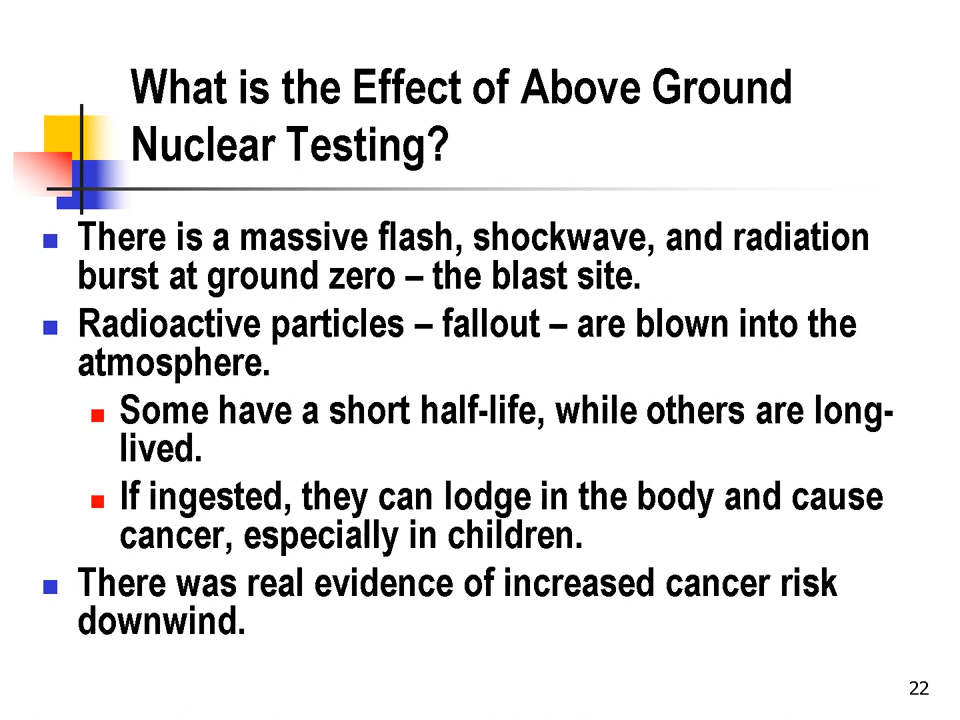 What is the Effect of Above Ground
Nuclear Testing?
There is a massive flash, shockwave, and radiation
burst at ground zero – the blast site.
Radioactive particles – fallout – are blown into the
atmosphere.
Some have a short half-life, while others are long-
lived.
If ingested, they can lodge in the body and cause
cancer, especially in children.
There was real evidence of increased cancer risk
downwind.
22